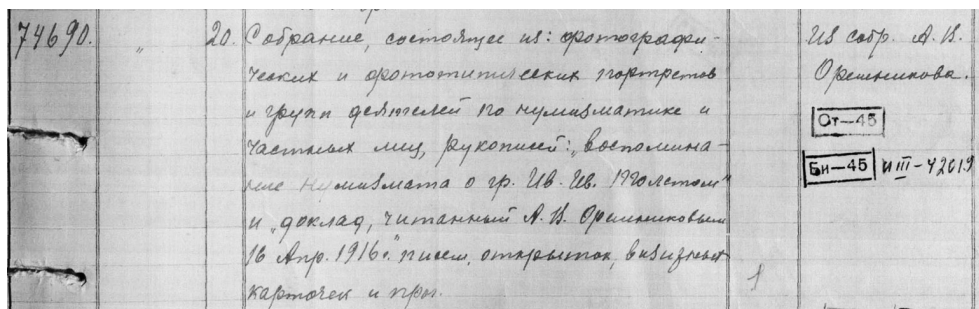 74690. " 20. Собрание, состоящее из: фотографи-
ческих и фототипических портретов
и групп деятелей по нумизматике и
частных лиц, рукописей: „воспомина-
ние нумизмата о гр. Ив. Ив. Толстом"
и „доклад, читанный А. В. Орешниковым
16 Апр. 1916 г." писем, открыток, визитных
карточек и проч.
1
Из собр. А. В.
Орешникова.
От—45
Би—45 И III - 42019